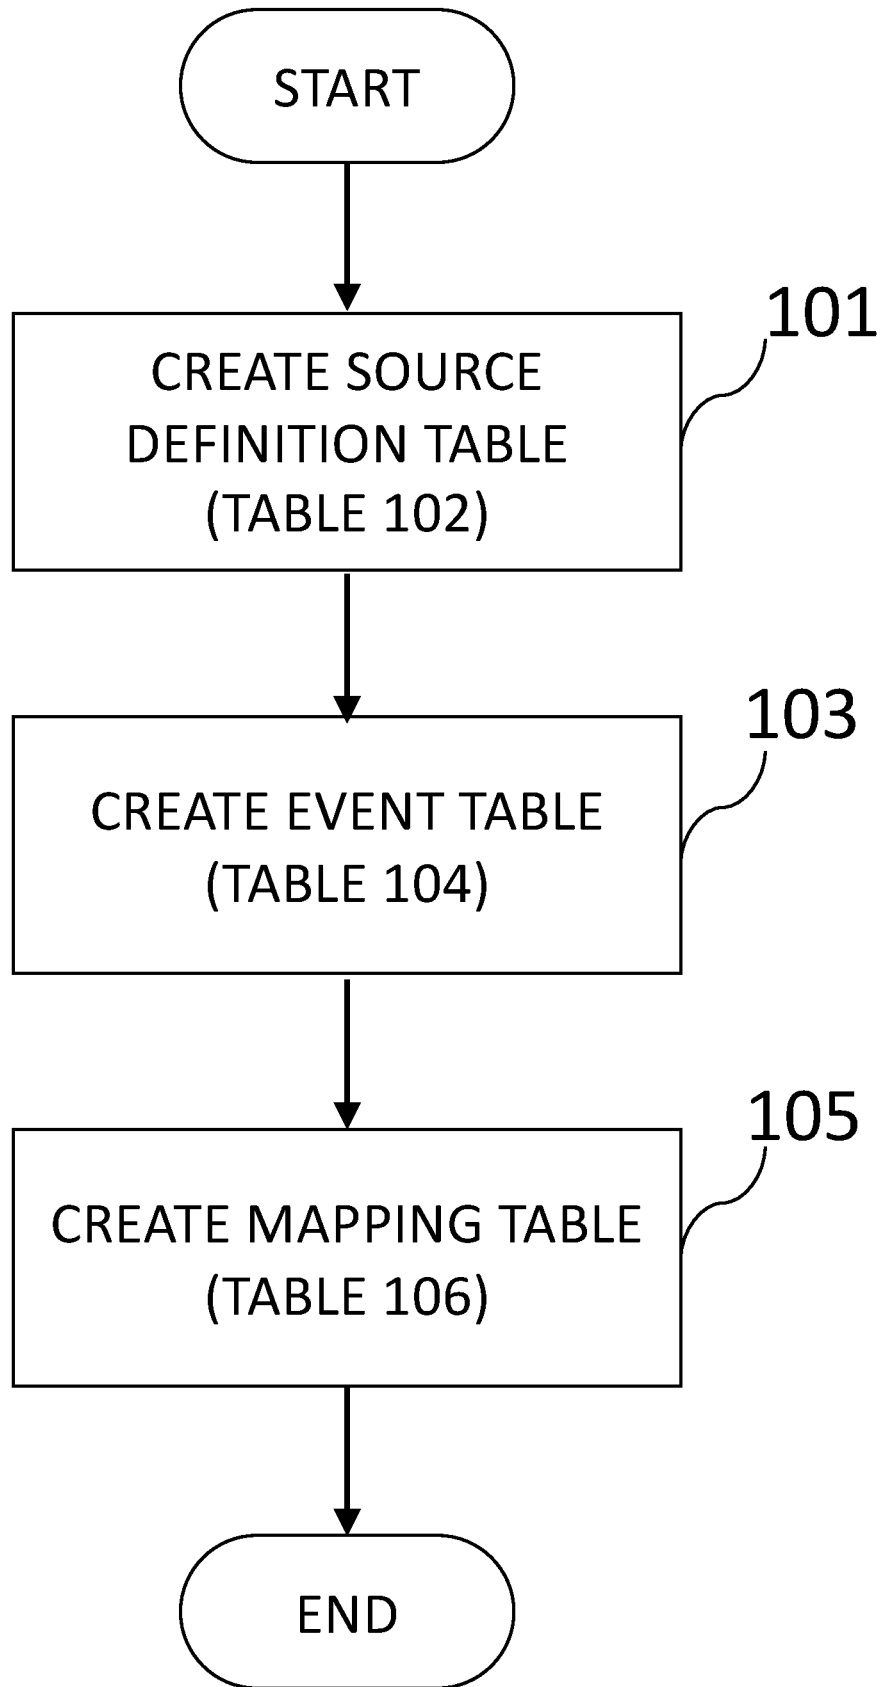 START
101
CREATE SOURCE
DEFINITION TABLE
(TABLE 102)
103
CREATE EVENT TABLE
(TABLE 104)
105
CREATE MAPPING TABLE
(TABLE 106)
END